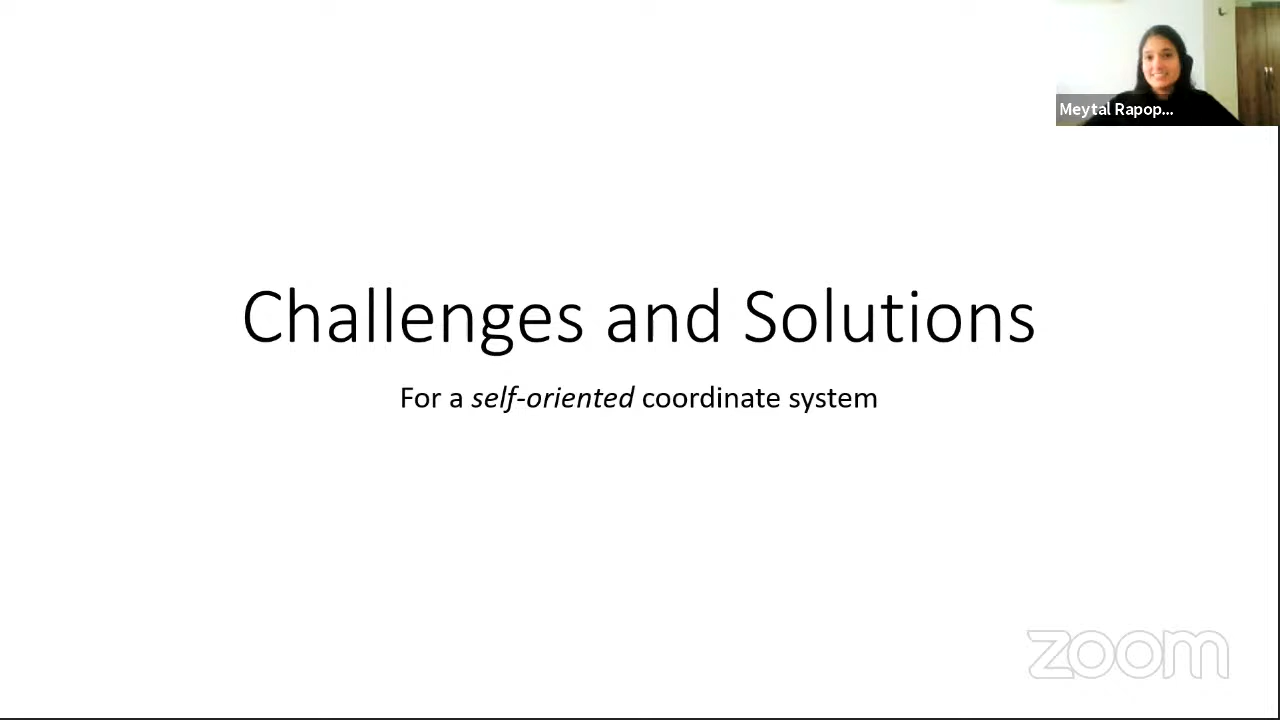 Meytal Rapop...
Challenges and Solutions
For a self-oriented coordinate system
zoom